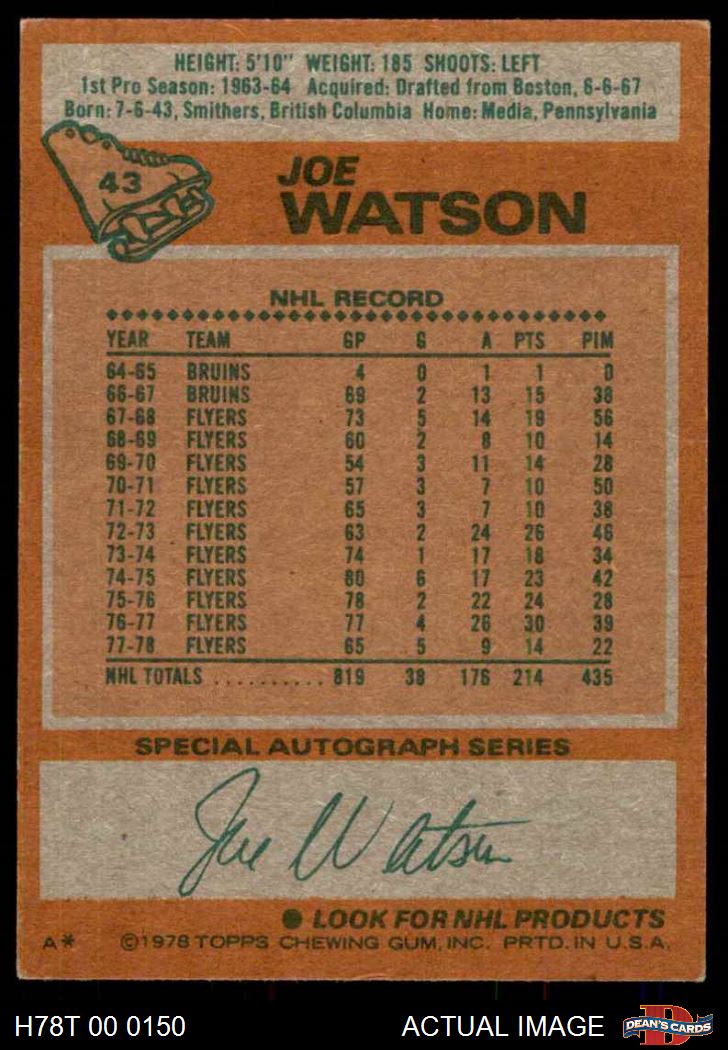 HEIGHT: 5'10" WEIGHT: 185 SHOOTS: LEFT
1st Pro Season: 1963-64 Acquired: Drafted from Boston, 6-6-67
Born: 7-6-43, Smithers, British Columbia Home: Media, Pennsylvania
43
JOE
WATSON
NHL RECORD
YEAR TEAM GP G A PTS PIM
64-65 BRUINS 4 0 1 1 0
66-67 BRUINS 69 2 13 15 38
67-68 FLYERS 73 5 14 19 56
68-69 FLYERS 60 2 8 10 14
69-70 FLYERS 54 3 11 14 28
70-71 FLYERS 57 3 7 10 50
71-72 FLYERS 65 3 7 10 38
72-73 FLYERS 63 2 24 26 46
73-74 FLYERS 74 1 17 18 34
74-75 FLYERS 80 6 17 23 42
75-76 FLYERS 78 2 22 24 28
76-77 FLYERS 77 4 26 30 39
77-78 FLYERS 65 5 9 14 22
NHL TOTALS .......... 819 38 176 214 435
SPECIAL AUTOGRAPH SERIES
Joe Watson
● LOOK FOR NHL PRODUCTS
A* ©1978 TOPPS CHEWING GUM, INC. PRTD. IN U.S.A.
H78T 00 0150 ACTUAL IMAGE D DEAN'S CARDS